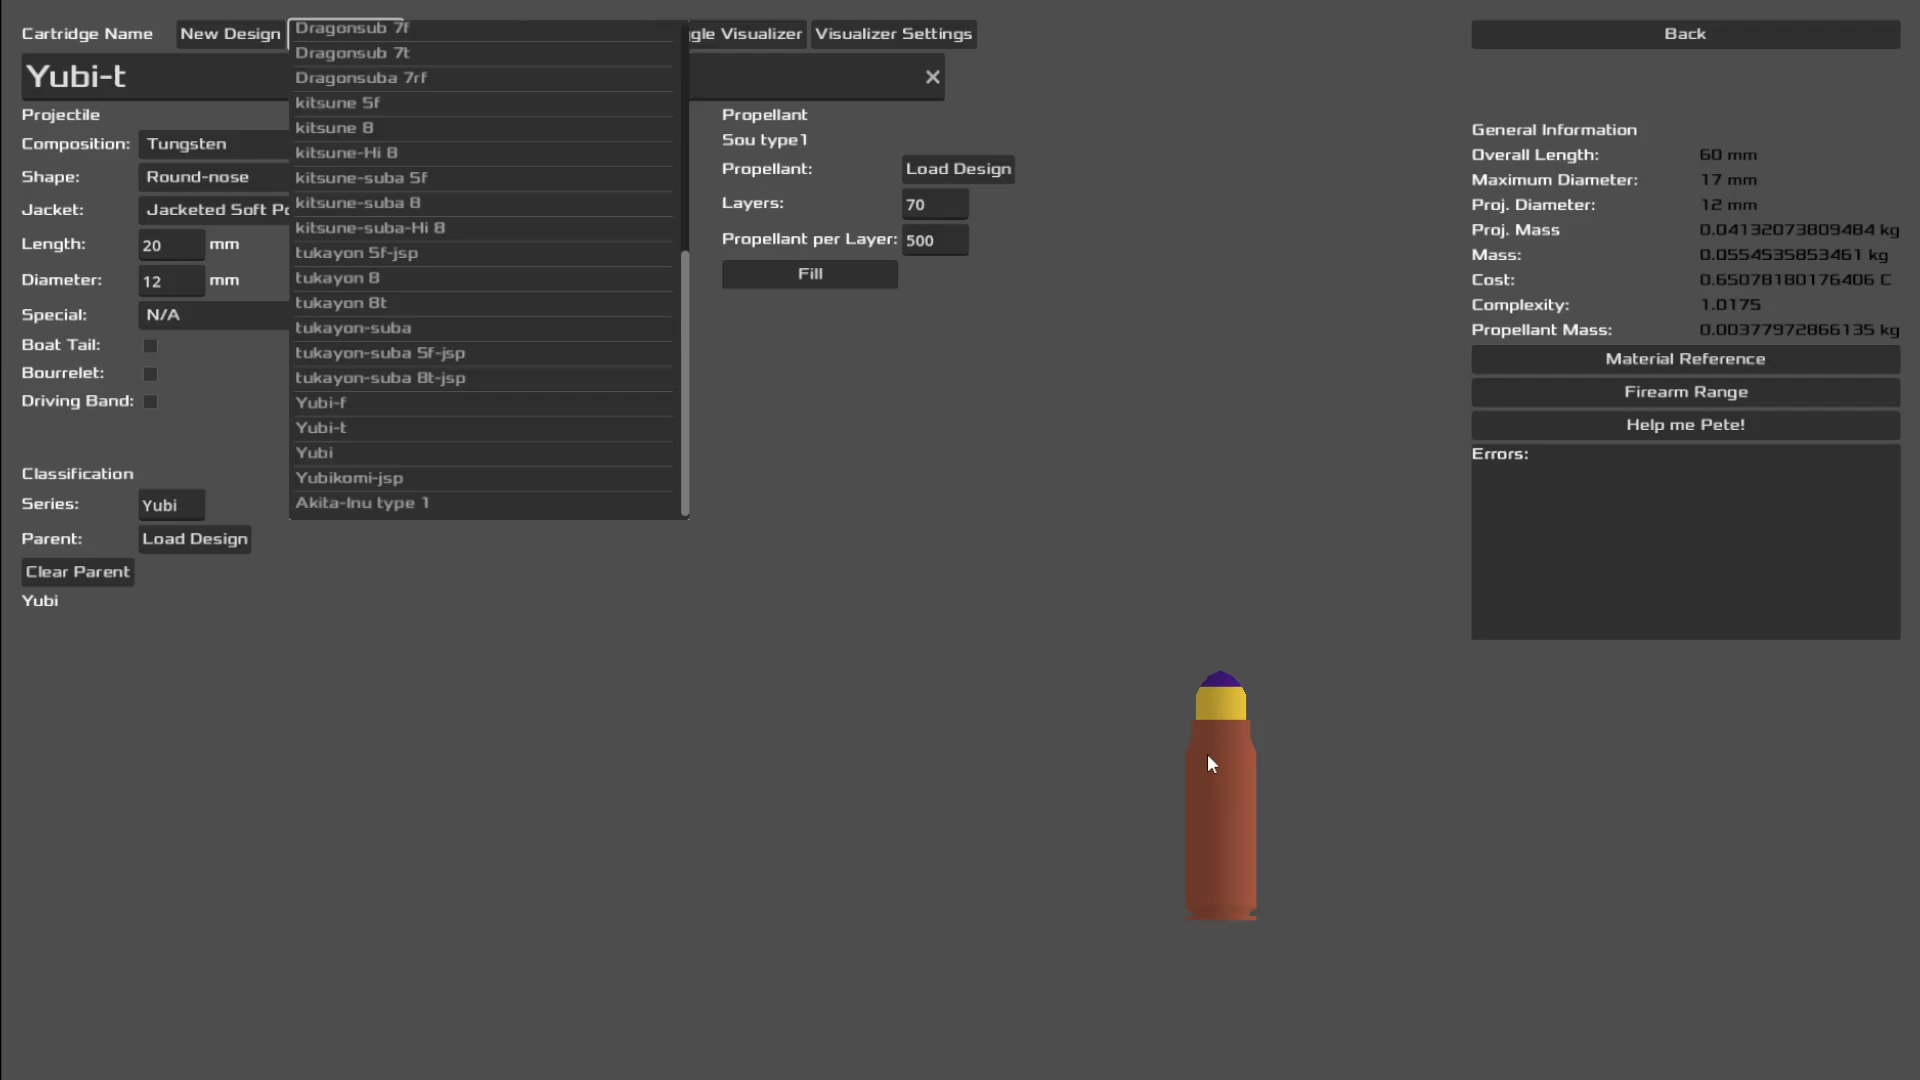 Cartridge Name
New Design
gle Visualizer
Visualizer Settings
Back
Yubi-t
×
Projectile
Composition: Tungsten
Shape: Round-nose
Jacket: Jacketed Soft Po
Length: 20 mm
Diameter: 12 mm
Special: N/A
Boat Tail:
Bourrelet:
Driving Band:
Classification
Series: Yubi
Parent: Load Design
Clear Parent
Yubi
Dragonsub 7f
Dragonsub 7t
Dragonsuba 7rf
kitsune 5f
kitsune 8
kitsune-Hi 8
kitsune-suba 5f
kitsune-suba 8
kitsune-suba-Hi 8
tukayon 5f-jsp
tukayon 8
tukayon 8t
tukayon-suba
tukayon-suba 5f-jsp
tukayon-suba 8t-jsp
Yubi-f
Yubi-t
Yubi
Yubikomi-jsp
Akita-Inu type 1
Propellant
Sou type1
Propellant: Load Design
Layers: 70
Propellant per Layer: 500
Fill
General Information
Overall Length: 60 mm
Maximum Diameter: 17 mm
Proj. Diameter: 12 mm
Proj. Mass 0.04132073809484 kg
Mass: 0.0554535853461 kg
Cost: 0.65078180176406 C
Complexity: 1.0175
Propellant Mass: 0.00377972866135 kg
Material Reference
Firearm Range
Help me Pete!
Errors: